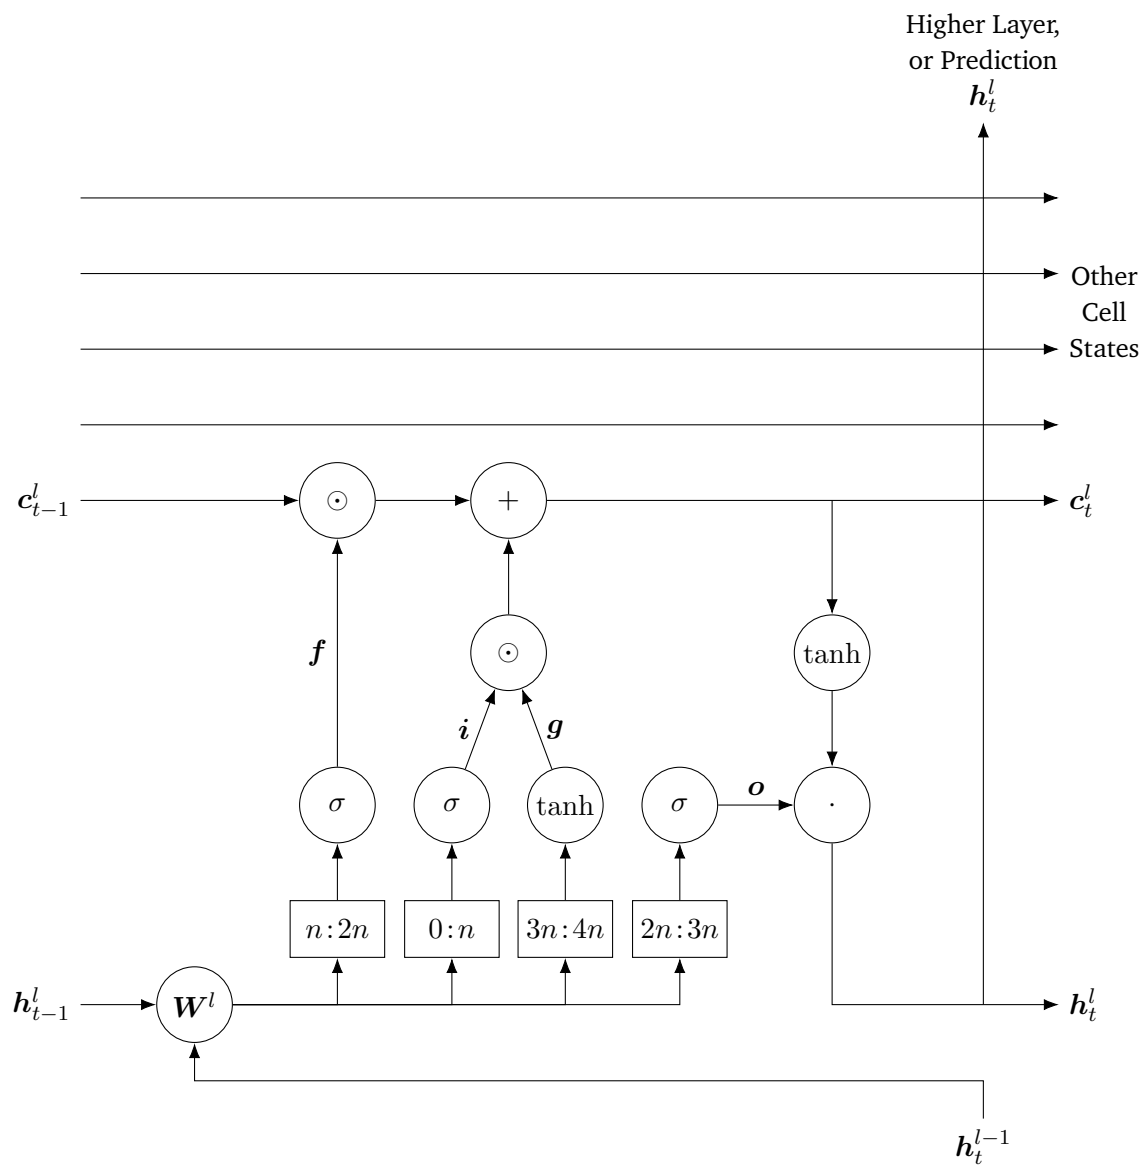 Higher Layer,
or Prediction
h_t^l
Other
Cell
States
c_{t-1}^l
⊙
+
c_t^l
f
⊙
tanh
i
g
σ
σ
tanh
σ
o
·
n:2n
0:n
3n:4n
2n:3n
h_{t-1}^l
W^l
h_t^l
h_t^{l-1}